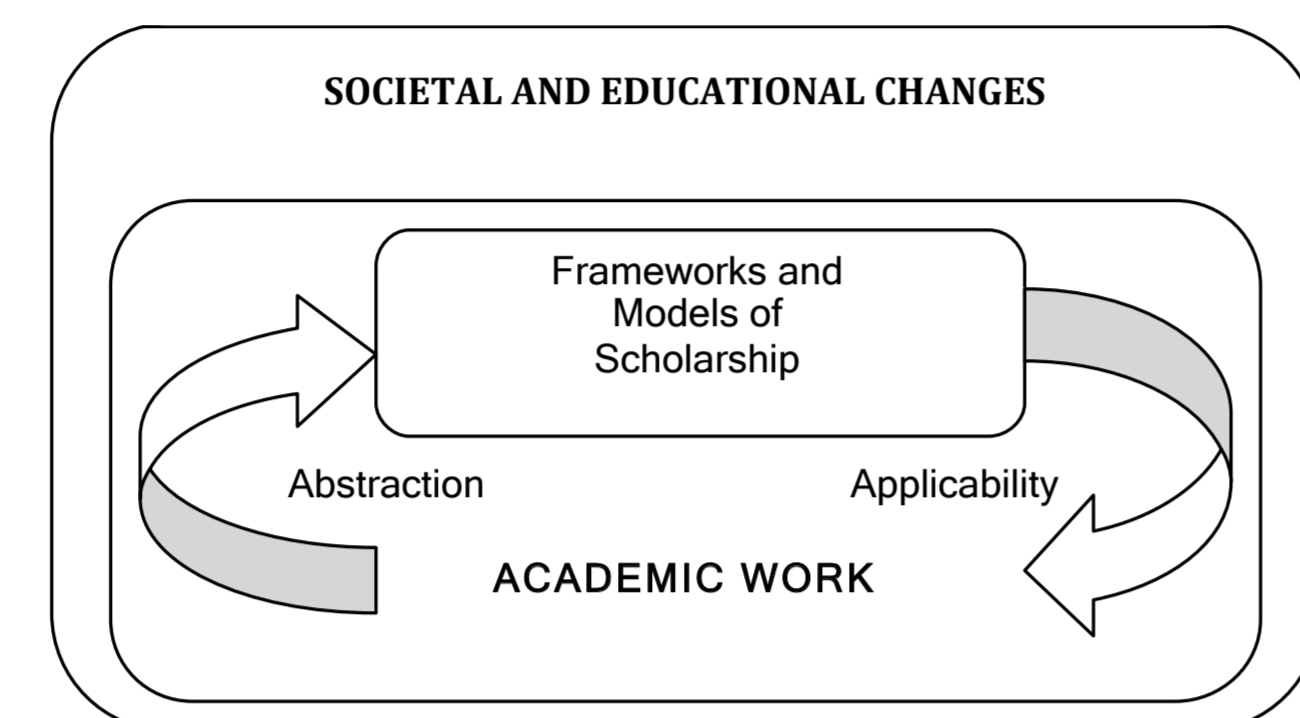 SOCIETAL AND EDUCATIONAL CHANGES
Frameworks and
Models of
Scholarship
Abstraction
Applicability
ACADEMIC WORK